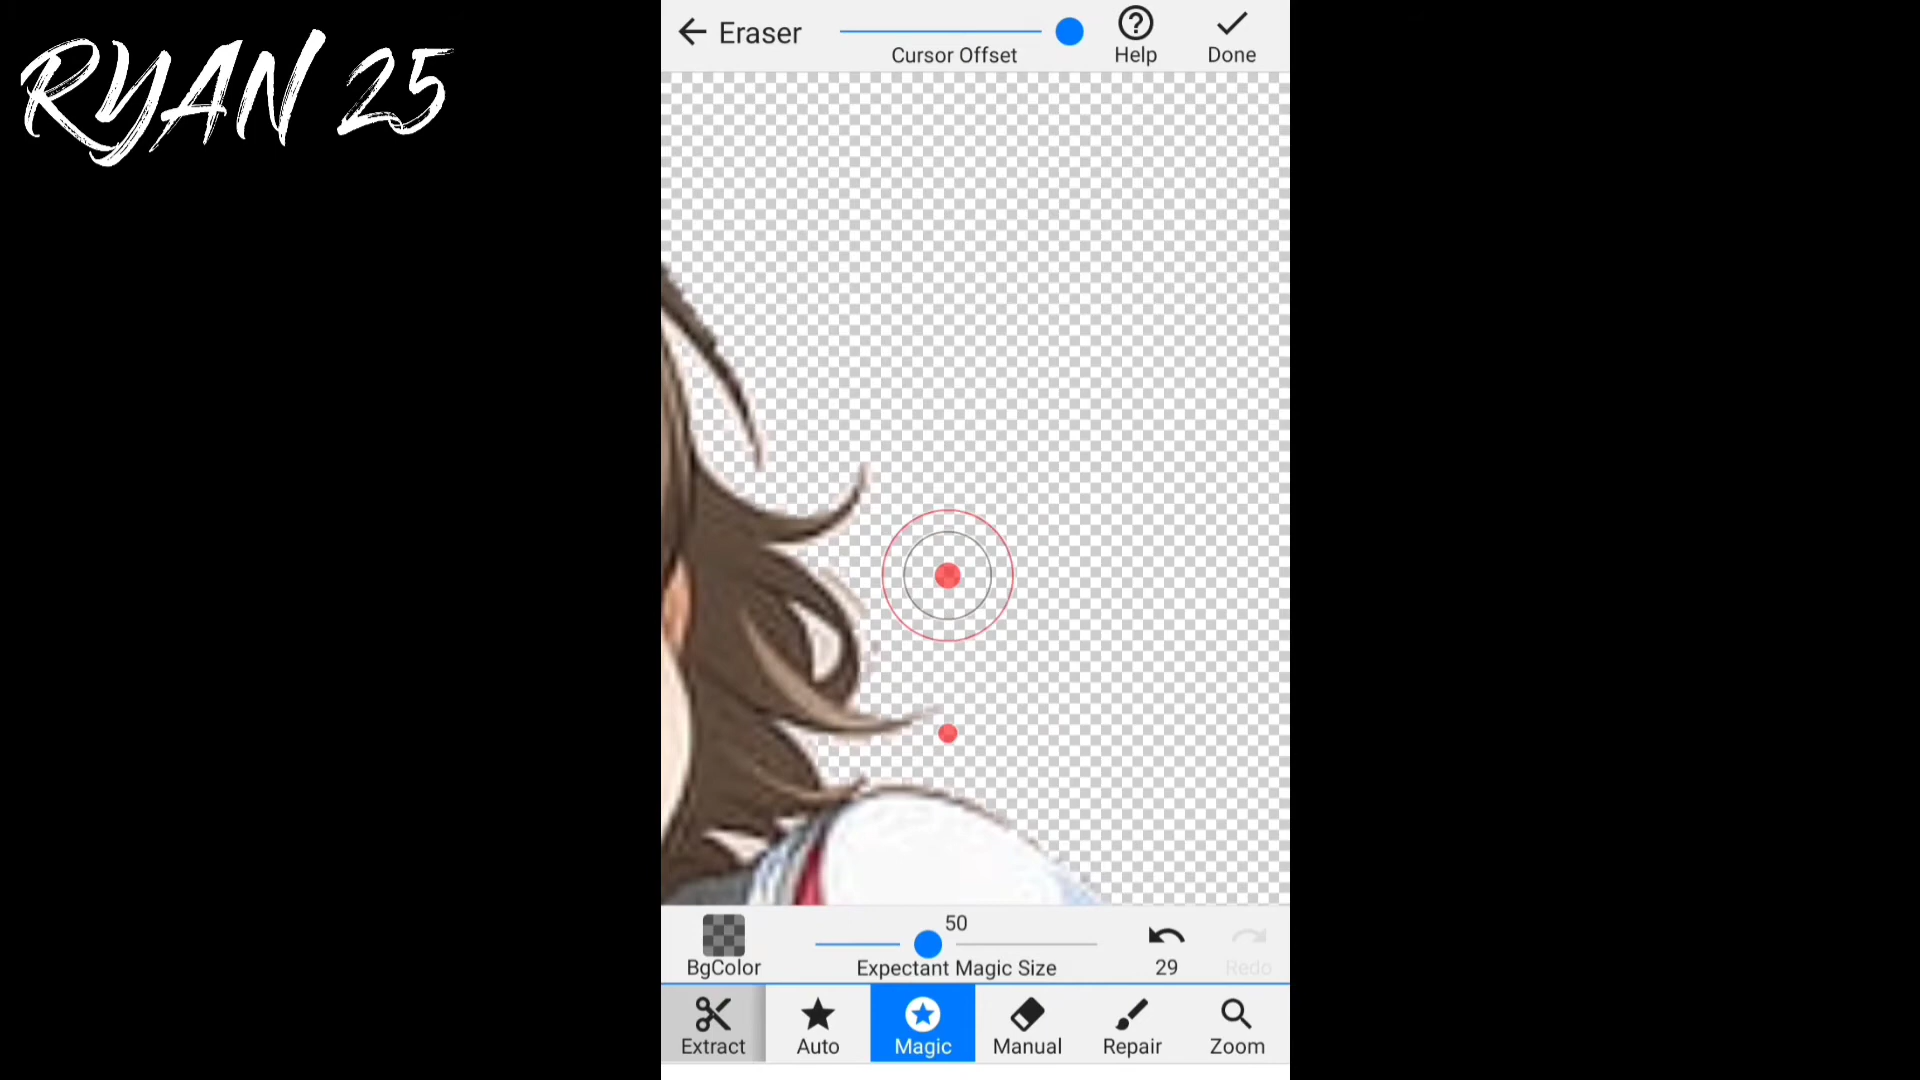 RYAN 25
Eraser
Cursor Offset
Help
Done
50
BgColor
Expectant Magic Size
29
Redo
Extract
Auto
Magic
Manual
Repair
Zoom